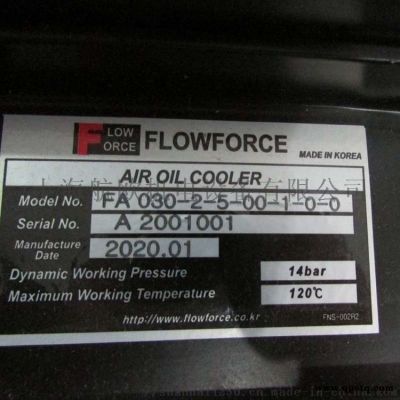 FLOW
FORCE
FLOWFORCE
MADE IN KOREA
AIR OIL COOLER
Model No. FA 030-2-5-00-1-0-0
Serial No. A 2001001
Manufacture Date 2020.01
Dynamic Working Pressure 14bar
Maximum Working Temperature 120℃
http://www.flowforce.co.kr
FNS-002R2